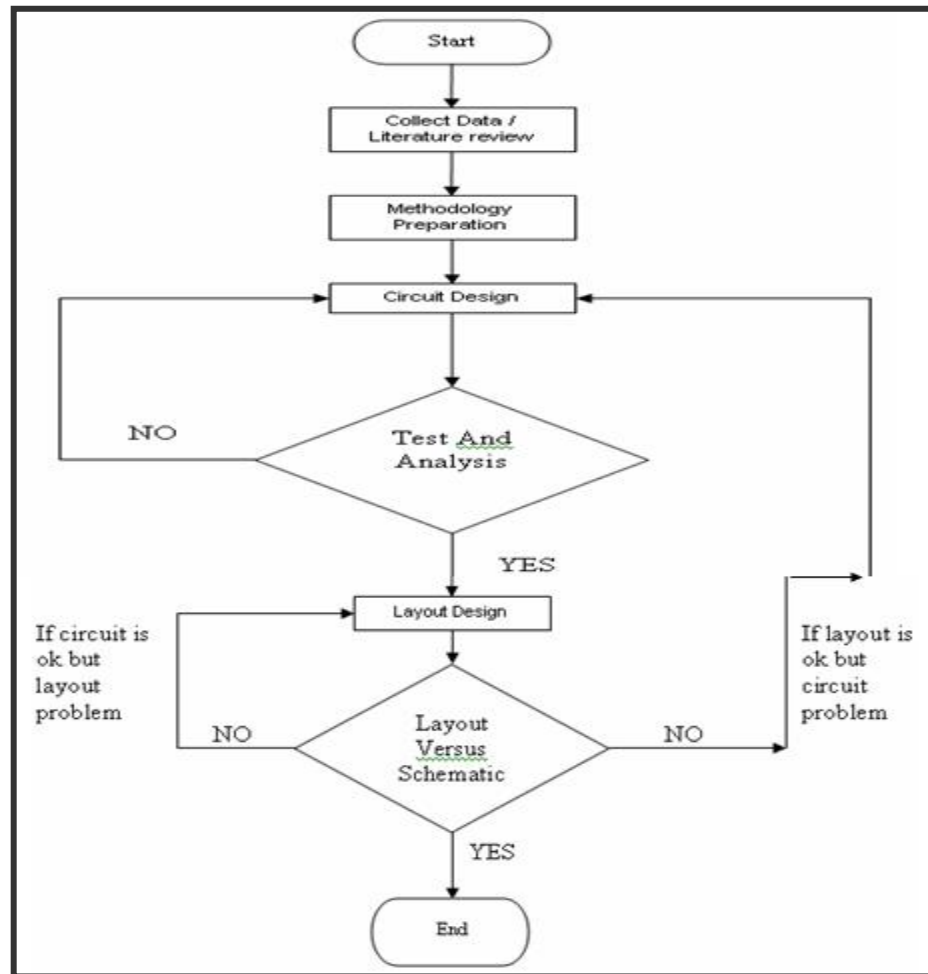 Start
Collect Data /
Literature review
Methodology
Preparation
Circuit Design
NO
Test And
Analysis
YES
Layout Design
If circuit is
ok but
layout
problem
If layout is
ok but
circuit
problem
NO
Layout
Versus
Schematic
NO
YES
End